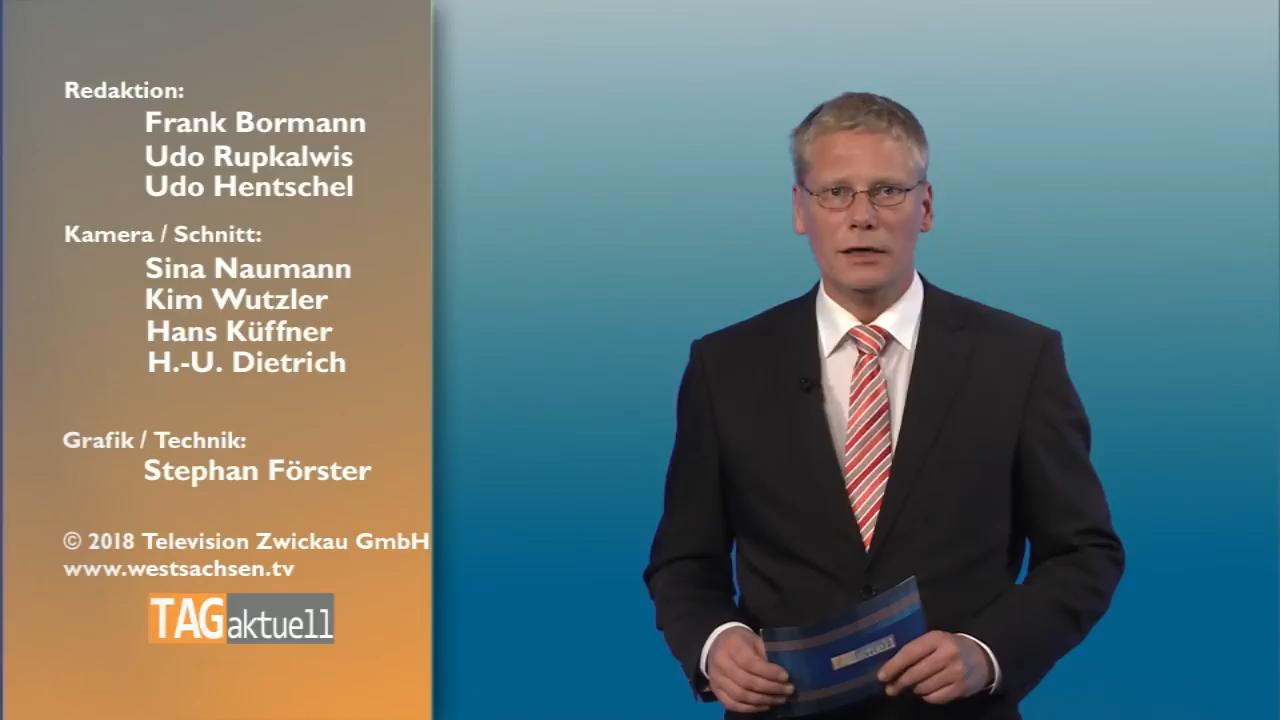 Redaktion:
Frank Bormann
Udo Rupkalwis
Udo Hentschel
Kamera / Schnitt:
Sina Naumann
Kim Wutzler
Hans Küffner
H.-U. Dietrich
Grafik / Technik:
Stephan Förster
© 2018 Television Zwickau GmbH
www.westsachsen.tv
TAGaktuell
TAGaktuell